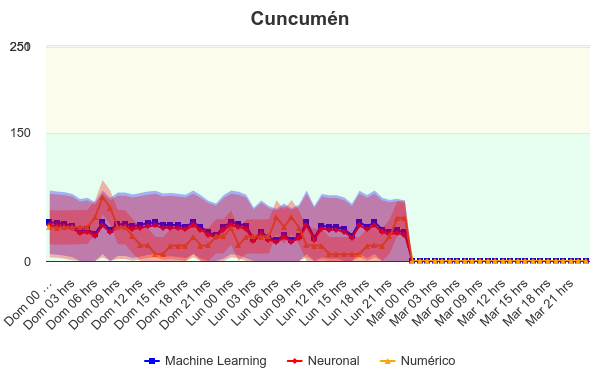 Cuncumén
250
150
0
Dom 00 ...
Dom 03 hrs
Dom 06 hrs
Dom 09 hrs
Dom 12 hrs
Dom 15 hrs
Dom 18 hrs
Dom 21 hrs
Lun 00 hrs
Lun 03 hrs
Lun 06 hrs
Lun 09 hrs
Lun 12 hrs
Lun 15 hrs
Lun 18 hrs
Lun 21 hrs
Mar 00 hrs
Mar 03 hrs
Mar 06 hrs
Mar 09 hrs
Mar 12 hrs
Mar 15 hrs
Mar 18 hrs
Mar 21 hrs
Machine Learning
Neuronal
Numérico